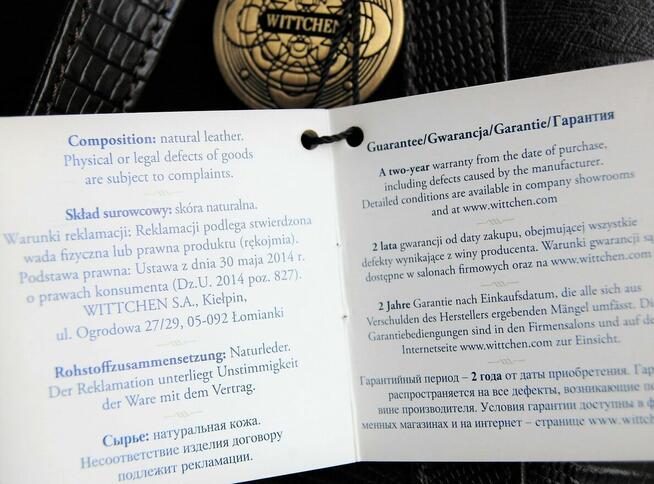 WITTCHEN
Composition: natural leather.
Physical or legal defects of goods
are subject to complaints.
Skład surowcowy: skóra naturalna.
Warunki reklamacji: Reklamacji podlega stwierdzona
wada fizyczna lub prawna produktu (rękojmia).
Podstawa prawna: Ustawa z dnia 30 maja 2014 r.
o prawach konsumenta (Dz.U. 2014 poz. 827).
WITTCHEN S.A., Kiełpin,
ul. Ogrodowa 27/29, 05-092 Łomianki
Rohstoffzusammensetzung: Naturleder.
Der Reklamation unterliegt Unstimmigkeit
der Ware mit dem Vertrag.
Сырье: натуральная кожа.
Несоответствие изделия договору
подлежит рекламации.
Guarantee/Gwarancja/Garantie/Гарантия
A two-year warranty from the date of purchase,
including defects caused by the manufacturer.
Detailed conditions are available in company showrooms
and at www.wittchen.com
2 lata gwarancji od daty zakupu, obejmującej wszystkie
defekty wynikające z winy producenta. Warunki gwarancji są
dostępne w salonach firmowych oraz na www.wittchen.com
2 Jahre Garantie nach Einkaufsdatum, die alle sich aus
Verschulden des Herstellers ergebenden Mängel umfasst. Die
Garantiebedingungen sind in den Firmensalons und auf de
Internetseite www.wittchen.com zur Einsicht.
Гарантийный период – 2 года от даты приобретения. Гар
распространяется на все дефекты, возникающие по
вине производителя. Условия гарантии доступны в ф
менных магазинах и на интернет – странице www.wittch